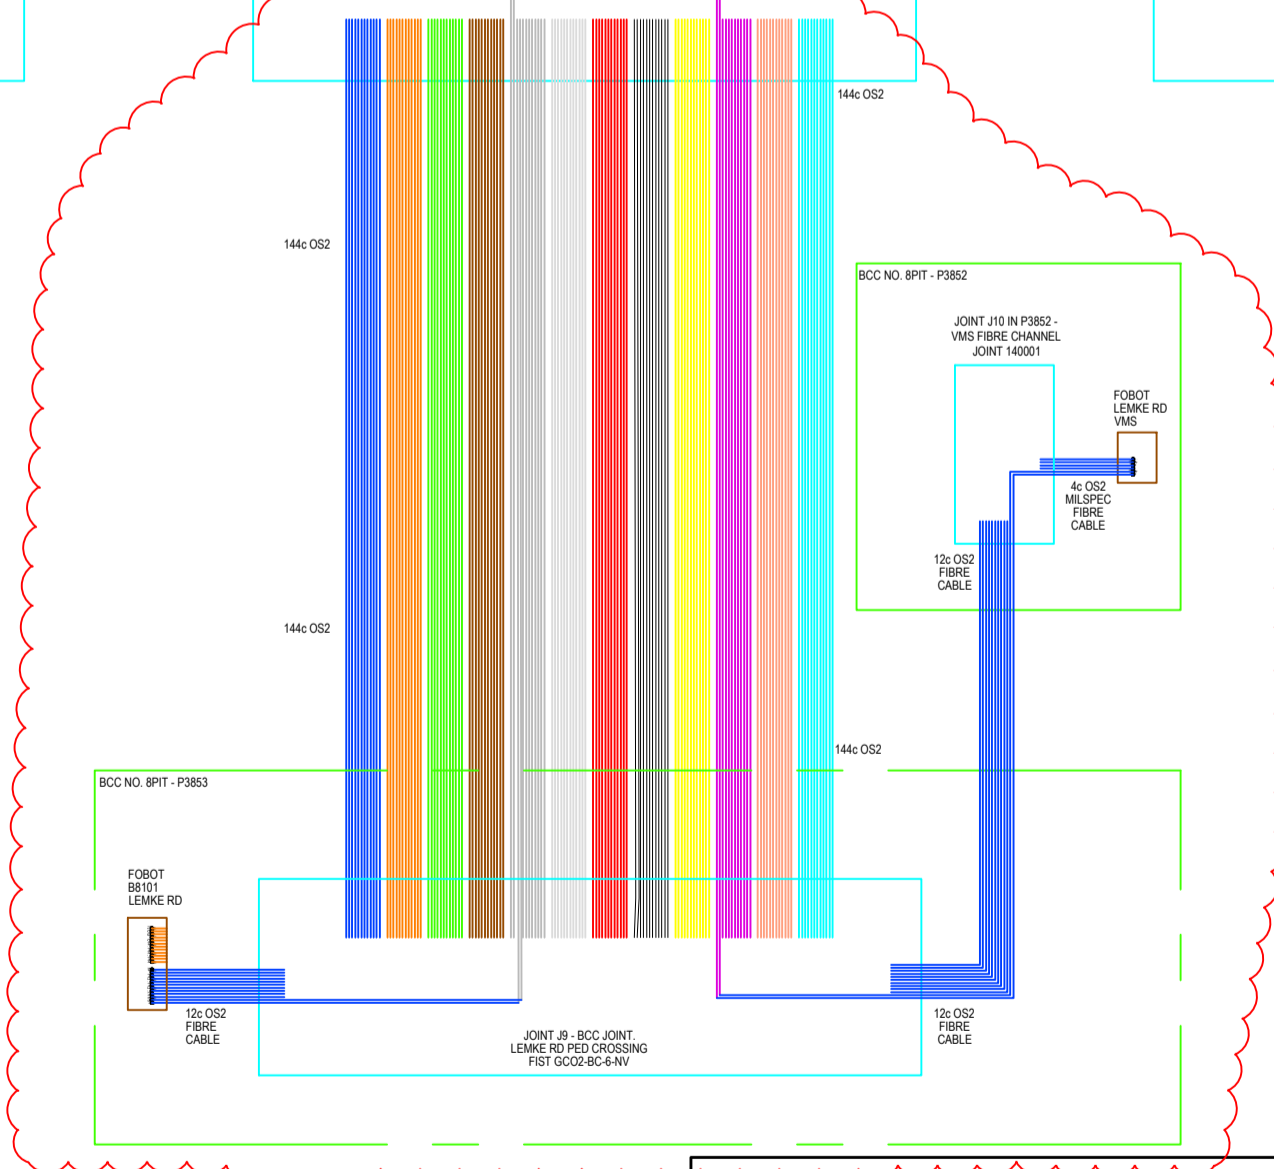 144c OS2
144c OS2
BCC NO. 8PIT - P3852
JOINT J10 IN P3852 -
VMS FIBRE CHANNEL
JOINT 140001
FOBOT
LEMKE RD
VMS
4c OS2
MILSPEC
FIBRE
CABLE
12c OS2
FIBRE
CABLE
144c OS2
144c OS2
BCC NO. 8PIT - P3853
FOBOT
B8101
LEMKE RD
12c OS2
FIBRE
CABLE
JOINT J9 - BCC JOINT.
LEMKE RD PED CROSSING
FIST GCO2-BC-6-NV
12c OS2
FIBRE
CABLE